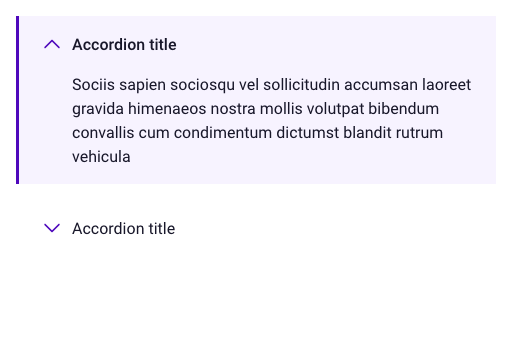 Accordion title
Sociis sapien sociosqu vel sollicitudin accumsan laoreet
gravida himenaeos nostra mollis volutpat bibendum
convallis cum condimentum dictumst blandit rutrum
vehicula
Accordion title